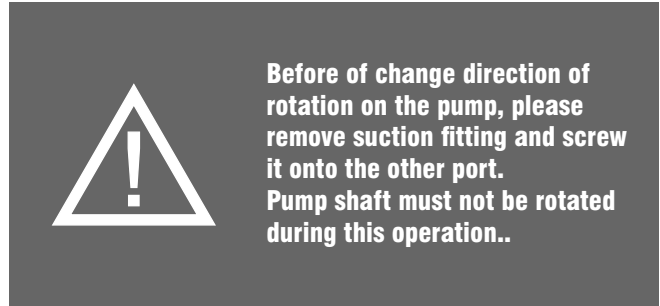 Before of change direction of
rotation on the pump, please
remove suction fitting and screw
it onto the other port.
Pump shaft must not be rotated
during this operation..